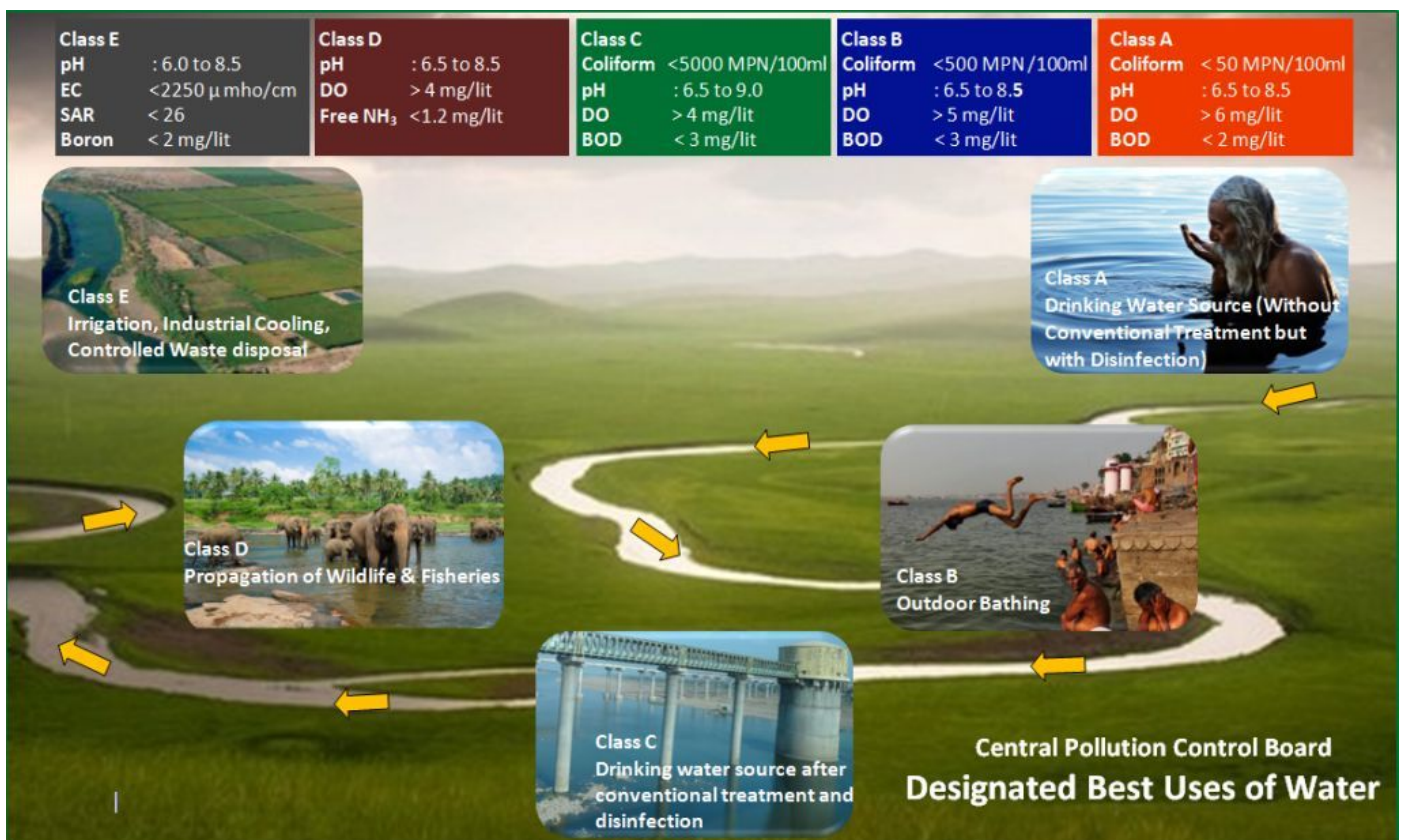 Class E
pH : 6.0 to 8.5
EC <2250 µ mho/cm
SAR < 26
Boron < 2 mg/lit
Class D
pH : 6.5 to 8.5
DO > 4 mg/lit
Free NH₃ <1.2 mg/lit
Class C
Coliform <5000 MPN/100ml
pH : 6.5 to 9.0
DO > 4 mg/lit
BOD < 3 mg/lit
Class B
Coliform <500 MPN/100ml
pH : 6.5 to 8.5
DO > 5 mg/lit
BOD < 3 mg/lit
Class A
Coliform < 50 MPN/100ml
pH : 6.5 to 8.5
DO > 6 mg/lit
BOD < 2 mg/lit
Class E
Irrigation, Industrial Cooling,
Controlled Waste disposal
Class A
Drinking Water Source (Without
Conventional Treatment but
with Disinfection)
Class D
Propagation of Wildlife & Fisheries
Class B
Outdoor Bathing
Class C
Drinking water source after
conventional treatment and
disinfection
Central Pollution Control Board
Designated Best Uses of Water